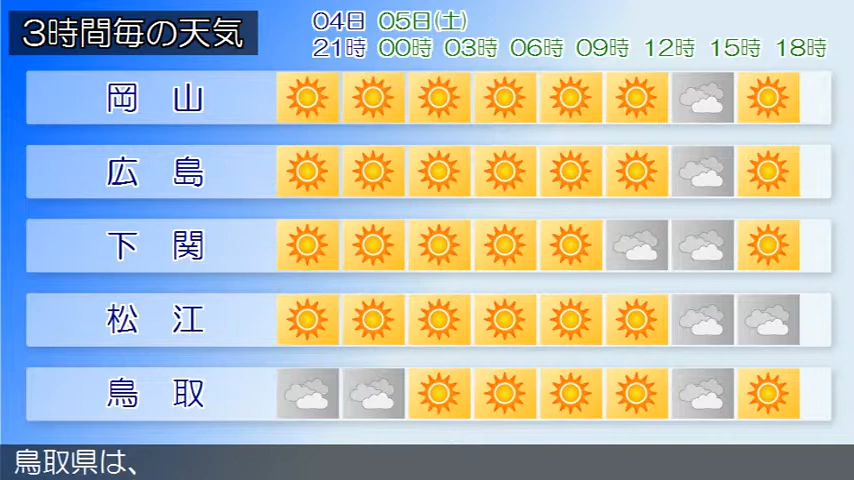 3時間毎の天気
04日 05日(土)
21時 00時 03時 06時 09時 12時 15時 18時
岡 山
広 島
下 関
松 江
鳥 取
鳥取県は、